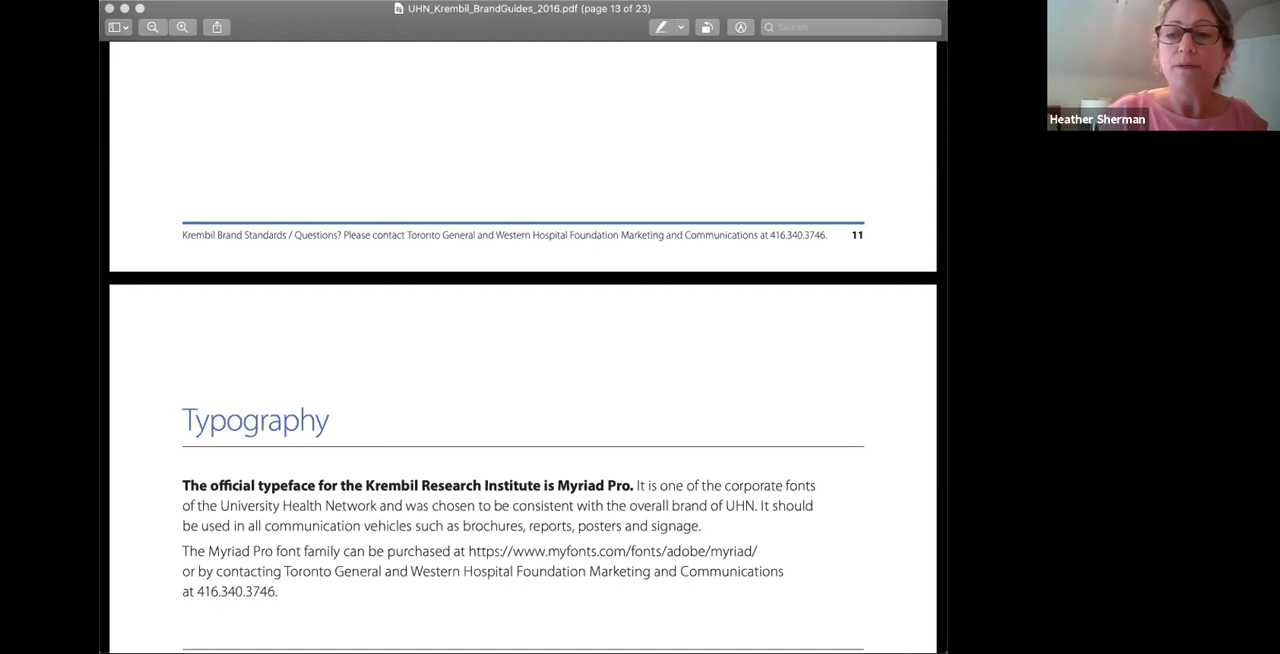 UHN_Krembil_BrandGuides_2016.pdf (page 13 of 23)
Search
Heather Sherman
Krembil Brand Standards / Questions? Please contact Toronto General and Western Hospital Foundation Marketing and Communications at 416.340.3746. 11
Typography
The official typeface for the Krembil Research Institute is Myriad Pro. It is one of the corporate fonts
of the University Health Network and was chosen to be consistent with the overall brand of UHN. It should
be used in all communication vehicles such as brochures, reports, posters and signage.
The Myriad Pro font family can be purchased at https://www.myfonts.com/fonts/adobe/myriad/
or by contacting Toronto General and Western Hospital Foundation Marketing and Communications
at 416.340.3746.